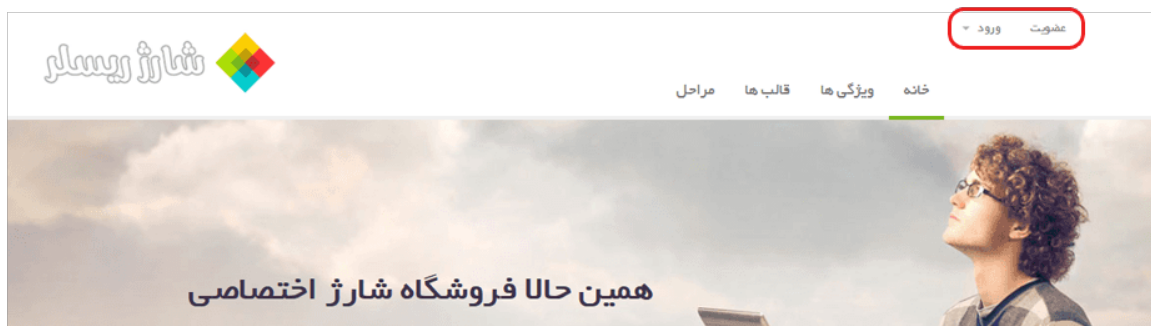 عضویت ورود
شارژ ریسلر
خانه ویژگی ها قالب ها مراحل
همین حالا فروشگاه شارژ اختصاصی